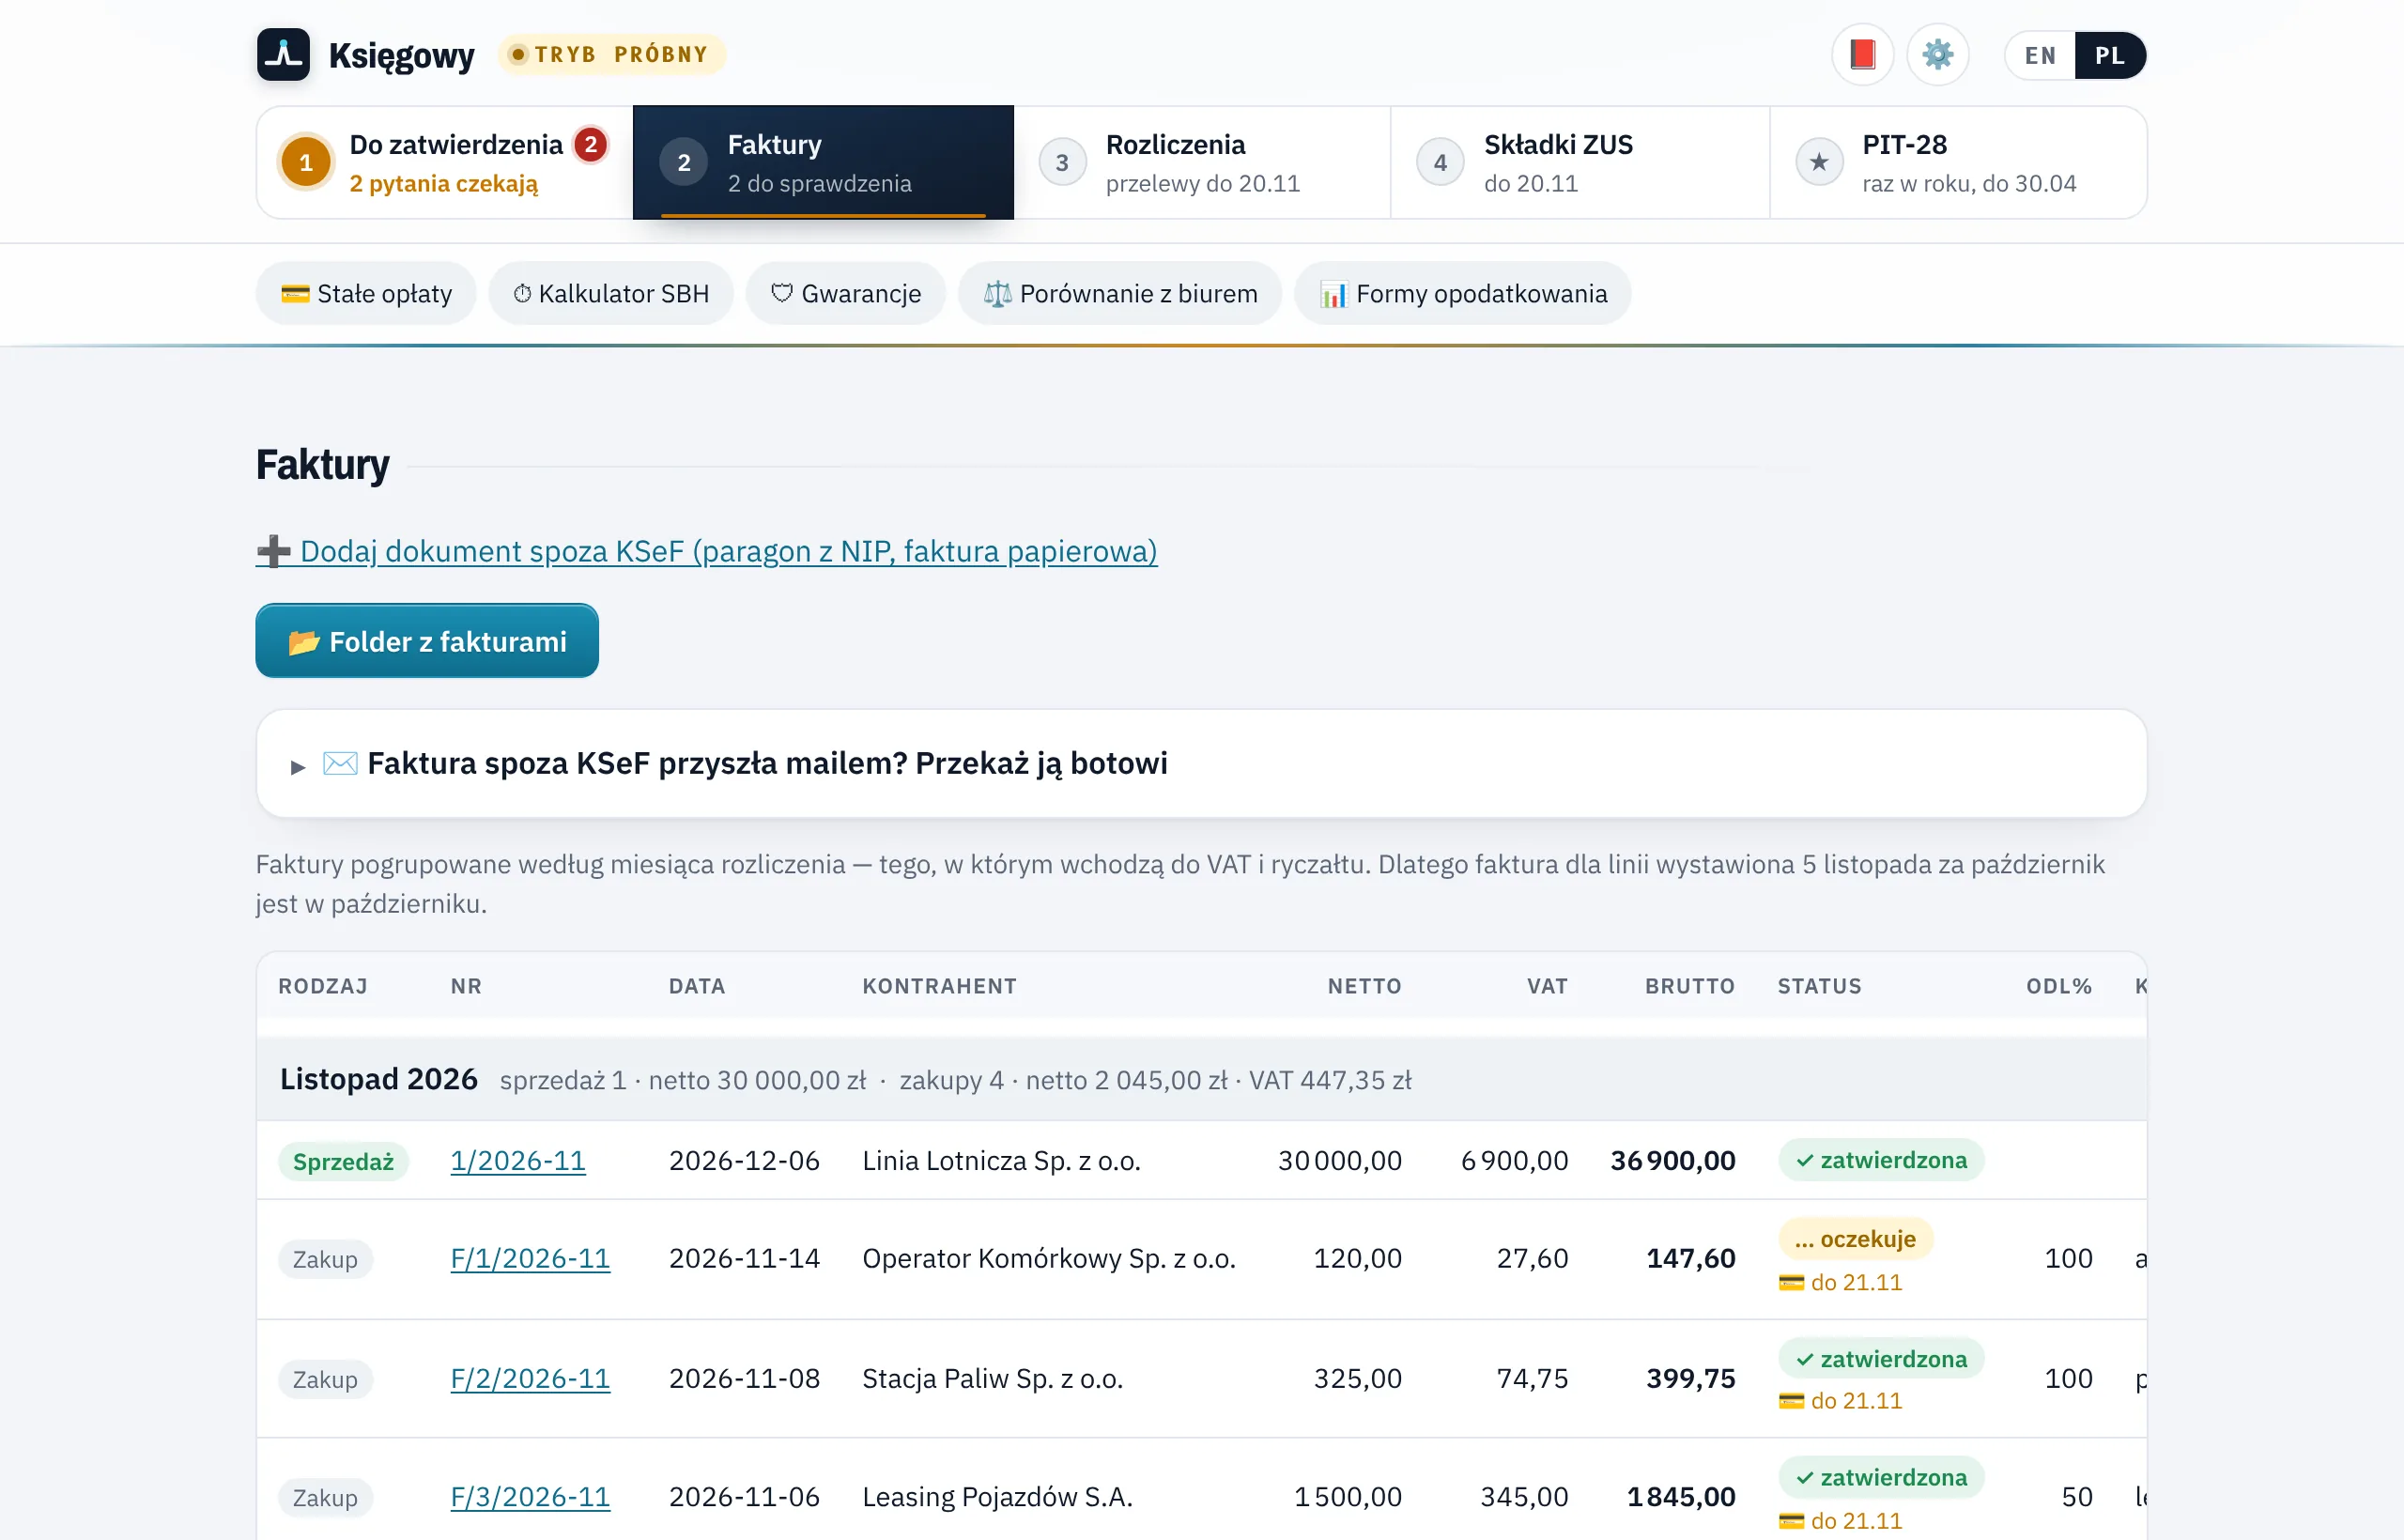 Księgowy TRYB PRÓBNY EN PL
1 Do zatwierdzenia 2
2 pytania czekają
2 Faktury
2 do sprawdzenia
3 Rozliczenia
przelewy do 20.11
4 Składki ZUS
do 20.11
★ PIT-28
raz w roku, do 30.04
💳 Stałe opłaty ⏱ Kalkulator SBH 🛡 Gwarancje ⚖️ Porównanie z biurem 📊 Formy opodatkowania
Faktury
➕ Dodaj dokument spoza KSeF (paragon z NIP, faktura papierowa)
📂 Folder z fakturami
▶ ✉️ Faktura spoza KSeF przyszła mailem? Przekaż ją botowi
Faktury pogrupowane według miesiąca rozliczenia — tego, w którym wchodzą do VAT i ryczałtu. Dlatego faktura dla linii wystawiona 5 listopada za październik
jest w październiku.
RODZAJ NR DATA KONTRAHENT NETTO VAT BRUTTO STATUS ODL% K
Listopad 2026 sprzedaż 1 · netto 30 000,00 zł · zakupy 4 · netto 2 045,00 zł · VAT 447,35 zł
Sprzedaż 1/2026-11 2026-12-06 Linia Lotnicza Sp. z o.o. 30 000,00 6 900,00 36 900,00 ✓ zatwierdzona
Zakup F/1/2026-11 2026-11-14 Operator Komórkowy Sp. z o.o. 120,00 27,60 147,60 ... oczekuje 100 a
💳 do 21.11
Zakup F/2/2026-11 2026-11-08 Stacja Paliw Sp. z o.o. 325,00 74,75 399,75 ✓ zatwierdzona 100 p
💳 do 21.11
Zakup F/3/2026-11 2026-11-06 Leasing Pojazdów S.A. 1 500,00 345,00 1 845,00 ✓ zatwierdzona 50 le
💳 do 21.11